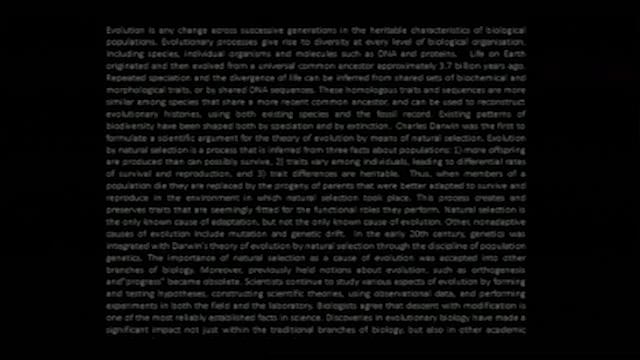 Evolution is any change across successive generations in the heritable characteristics of biological
populations. Evolutionary processes give rise to diversity at every level of biological organisation,
including species, individual organisms and molecules such as DNA and proteins. Life on Earth
originated and then evolved from a universal common ancestor approximately 3.7 billion years ago.
Repeated speciation and the divergence of life can be inferred from shared sets of biochemical and
morphological traits, or by shared DNA sequences. These homologous traits and sequences are more
similar among species that share a more recent common ancestor, and can be used to reconstruct
evolutionary histories, using both existing species and the fossil record. Existing patterns of
biodiversity have been shaped both by speciation and by extinction. Charles Darwin was the first to
formulate a scientific argument for the theory of evolution by means of natural selection. Evolution
by natural selection is a process that is inferred from three facts about populations: 1) more offspring
are produced than can possibly survive, 2) traits vary among individuals, leading to differential rates
of survival and reproduction, and 3) trait differences are heritable. Thus, when members of a
population die they are replaced by the progeny of parents that were better adapted to survive and
reproduce in the environment in which natural selection took place. This process creates and
preserves traits that are seemingly fitted for the functional roles they perform. Natural selection is
the only known cause of adaptation, but not the only known cause of evolution. Other, nonadaptive
causes of evolution include mutation and genetic drift. In the early 20th century, genetics was
integrated with Darwin's theory of evolution by natural selection through the discipline of population
genetics. The importance of natural selection as a cause of evolution was accepted into other
branches of biology. Moreover, previously held notions about evolution, such as orthogenesis
and"progress" became obsolete. Scientists continue to study various aspects of evolution by forming
and testing hypotheses, constructing scientific theories, using observational data, and performing
experiments in both the field and the laboratory. Biologists agree that descent with modification is
one of the most reliably established facts in science. Discoveries in evolutionary biology have made a
significant impact not just within the traditional branches of biology, but also in other academic